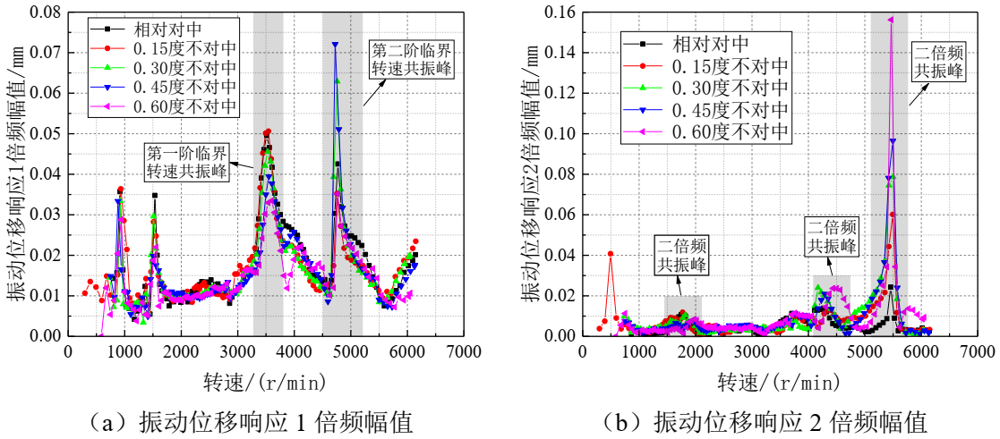 振动位移响应1倍频幅值/mm
0.08
0.07
0.06
0.05
0.04
0.03
0.02
0.01
0.00
相对对中
0.15度不对中
0.30度不对中
0.45度不对中
0.60度不对中
第二阶临界
转速共振峰
第一阶临界
转速共振峰
0
1000
2000
3000
4000
5000
6000
7000
转速/(r/min)
(a) 振动位移响应 1 倍频幅值
振动位移响应2倍频幅值/mm
0.16
0.14
0.12
0.10
0.08
0.06
0.04
0.02
0.00
相对对中
0.15度不对中
0.30度不对中
0.45度不对中
0.60度不对中
二倍频
共振峰
二倍频
共振峰
二倍频
共振峰
0
1000
2000
3000
4000
5000
6000
7000
转速/(r/min)
(b) 振动位移响应 2 倍频幅值